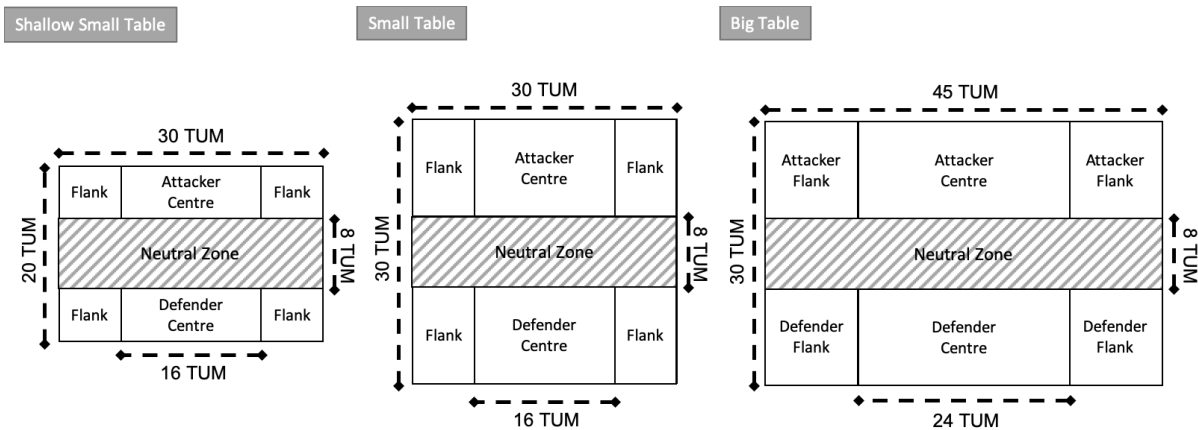 Shallow Small Table
30 TUM
20 TUM
Flank
Attacker
Centre
Flank
Neutral Zone
8 TUM
Flank
Defender
Centre
Flank
16 TUM
Small Table
30 TUM
30 TUM
Flank
Attacker
Centre
Flank
Neutral Zone
8 TUM
Flank
Defender
Centre
Flank
16 TUM
Big Table
45 TUM
30 TUM
Attacker
Flank
Attacker
Centre
Attacker
Flank
Neutral Zone
8 TUM
Defender
Flank
Defender
Centre
Defender
Flank
24 TUM